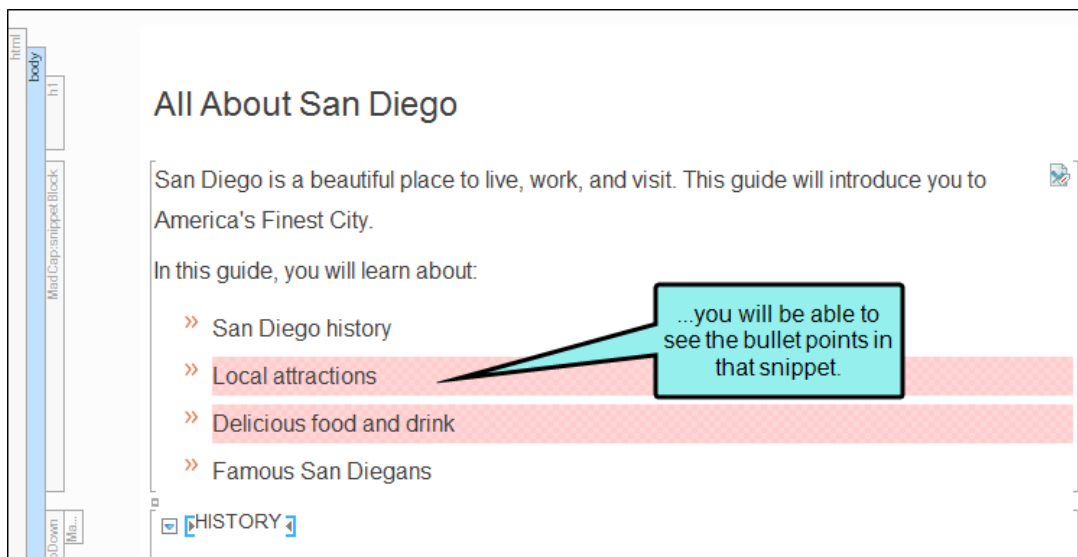 html
body
h1
All About San Diego
MadCap:snippetBlock
San Diego is a beautiful place to live, work, and visit. This guide will introduce you to
America's Finest City.
In this guide, you will learn about:
...you will be able to
see the bullet points in
that snippet.
» San Diego history
» Local attractions
» Delicious food and drink
» Famous San Diegans
oDown
Ma...
HISTORY